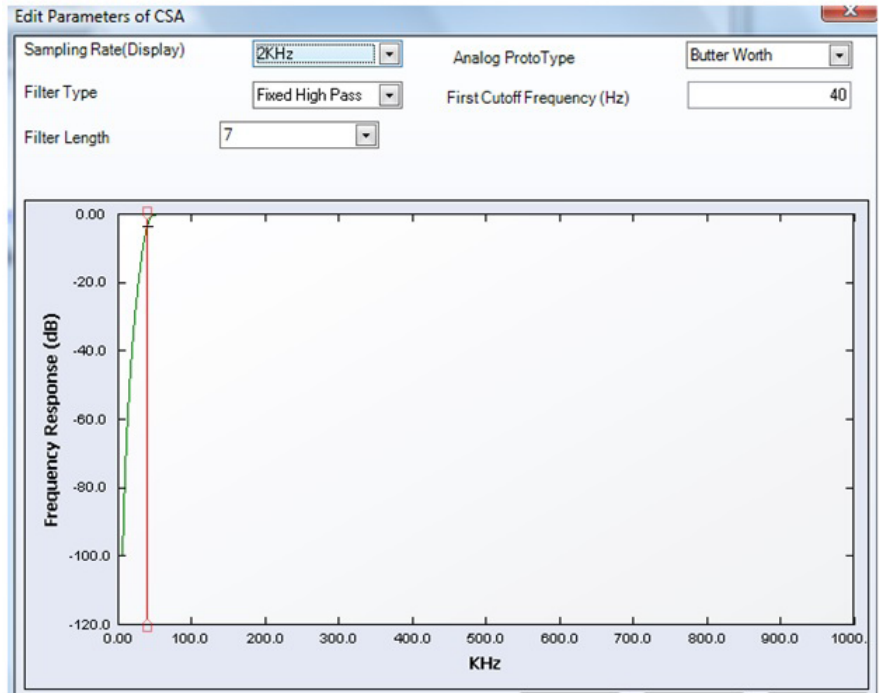 Edit Parameters of CSA
Sampling Rate(Display) 2KHz Analog ProtoType Butter Worth
Filter Type Fixed High Pass First Cutoff Frequency (Hz) 40
Filter Length 7
Frequency Response (dB)
0.00
-20.0
-40.0
-60.0
-80.0
-100.0
-120.0
0.00 100.0 200.0 300.0 400.0 500.0 600.0 700.0 800.0 900.0 1000.
KHz